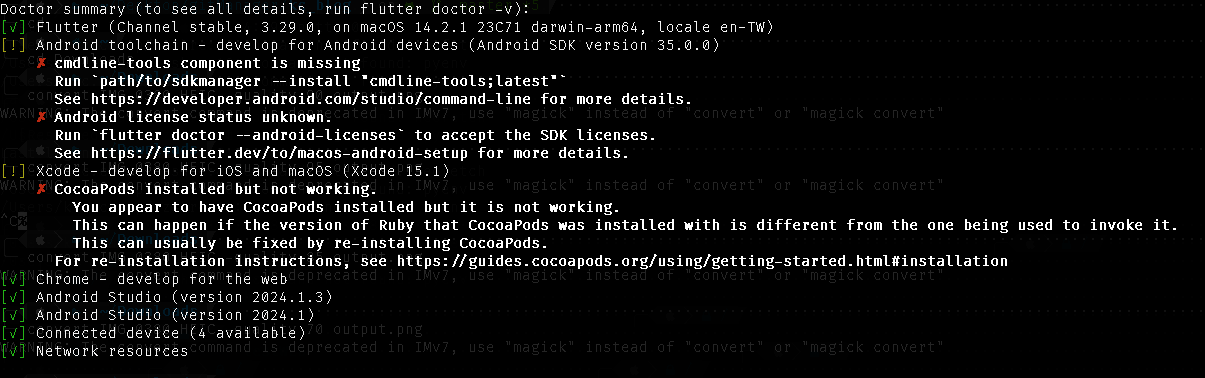 Doctor summary (to see all details, run flutter doctor -v):
[√] Flutter (Channel stable, 3.29.0, on macOS 14.2.1 23C71 darwin-arm64, locale en-TW)
[!] Android toolchain - develop for Android devices (Android SDK version 35.0.0)
✗ cmdline-tools component is missing
Run `path/to/sdkmanager --install "cmdline-tools;latest"`
See https://developer.android.com/studio/command-line for more details.
✗ Android license status unknown.
Run `flutter doctor --android-licenses` to accept the SDK licenses.
See https://flutter.dev/to/macos-android-setup for more details.
[!] Xcode - develop for iOS and macOS (Xcode 15.1)
✗ CocoaPods installed but not working.
You appear to have CocoaPods installed but it is not working.
This can happen if the version of Ruby that CocoaPods was installed with is different from the one being used to invoke it.
This can usually be fixed by re-installing CocoaPods.
For re-installation instructions, see https://guides.cocoapods.org/using/getting-started.html#installation
[√] Chrome - develop for the web
[√] Android Studio (version 2024.1.3)
[√] Android Studio (version 2024.1)
[√] Connected device (4 available)
[√] Network resources